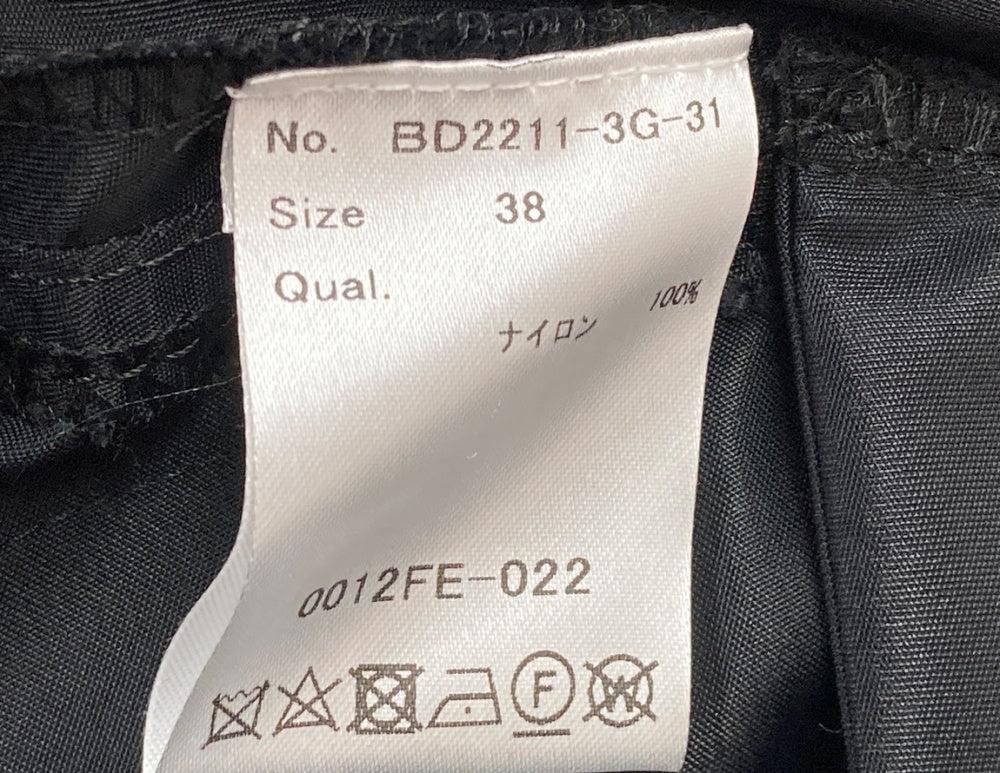 No. BD2211-3G-31
Size 38
Qual.
ナイロン 100%
0012FE-022
F W